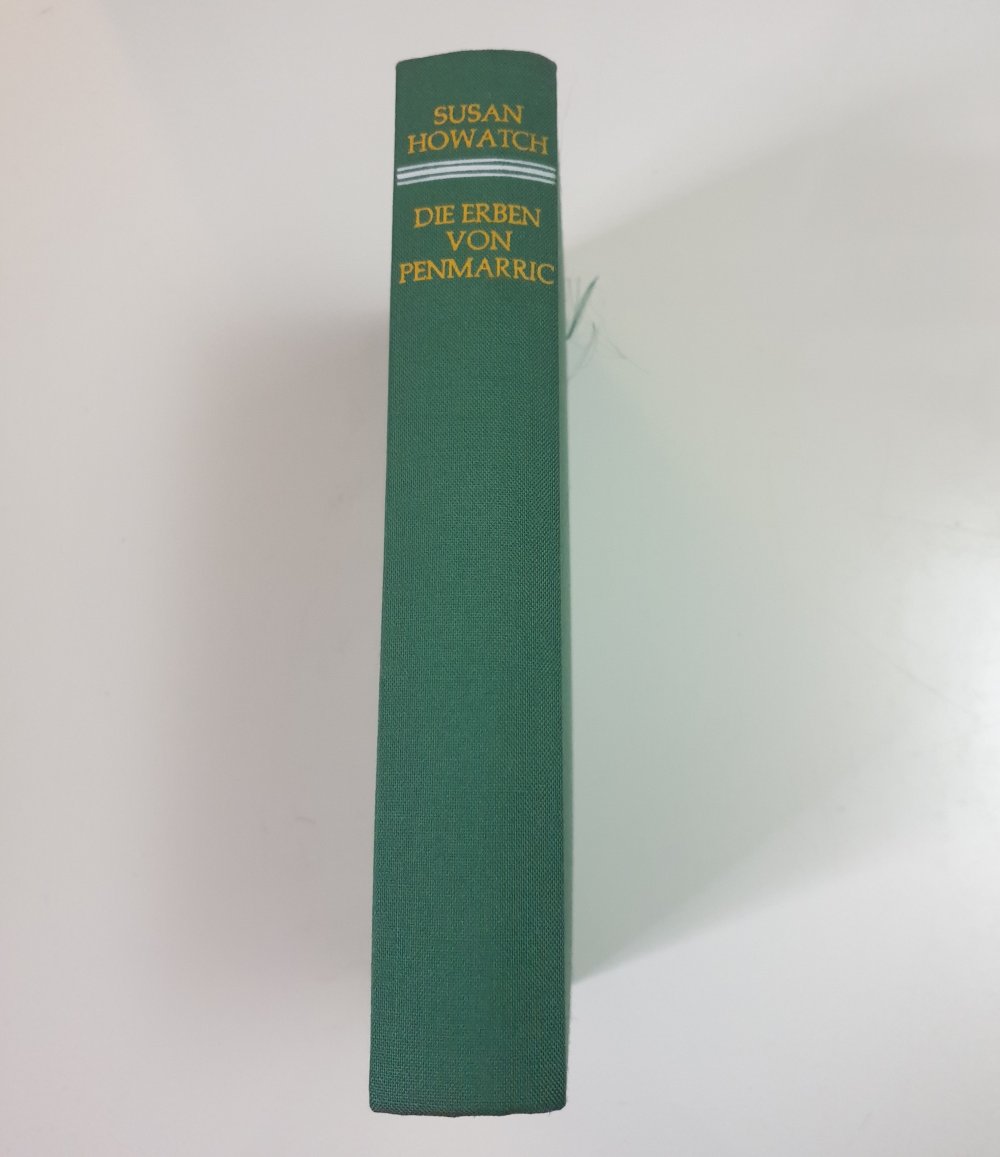 SUSAN
HOWATCH
DIE ERBEN
VON
PENMARRIC